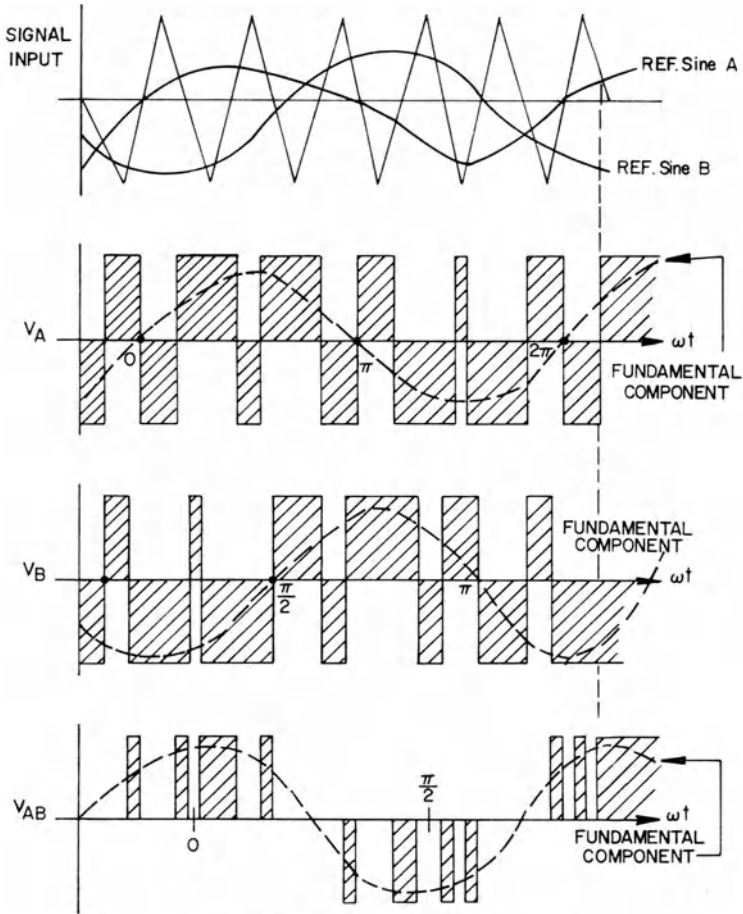 SIGNAL
INPUT
REF. Sine A
REF. Sine B
V_A
0
π
2π
ωt
FUNDAMENTAL
COMPONENT
FUNDAMENTAL
COMPONENT
V_B
π/2
π
ωt
V_AB
0
π/2
ωt
FUNDAMENTAL
COMPONENT